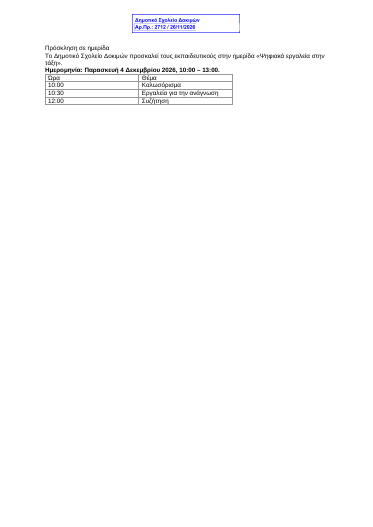 Δημοτικό Σχολείο Δοκιμών
Αρ.Πρ.: 2712 / 26/11/2026
Πρόσκληση σε ημερίδα
Το Δημοτικό Σχολείο Δοκιμών προσκαλεί τους εκπαιδευτικούς στην ημερίδα «Ψηφιακά εργαλεία στην
τάξη».
Ημερομηνία: Παρασκευή 4 Δεκεμβρίου 2026, 10:00 – 13:00.
Ώρα Θέμα
10:00 Καλωσόρισμα
10:30 Εργαλεία για την ανάγνωση
12:00 Συζήτηση